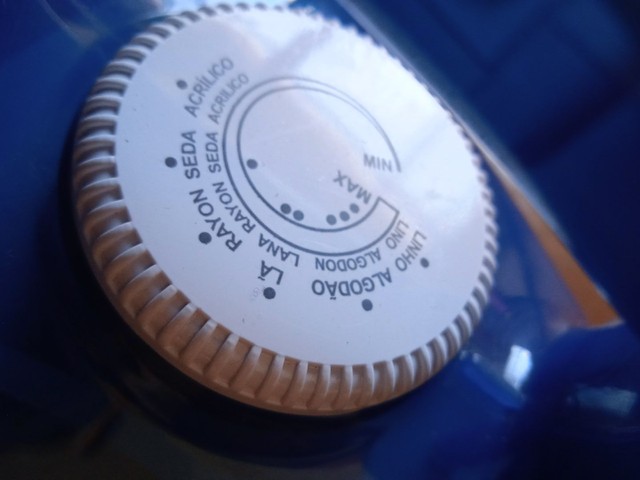 ACRÍLICO SEDA RAYON LÃ ALGODÃO LINHO
ACRILICO SEDA RAYON LANA ALGODON LINO
MIN
MAX